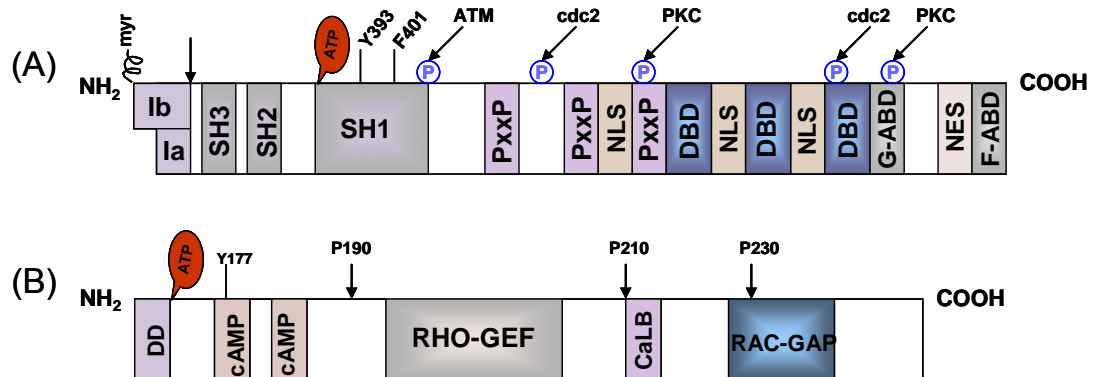 (A)
myr
NH2
Ib
Ia
SH3
SH2
ATP
Y393
F401
SH1
ATM
P
cdc2
P
PKC
P
cdc2
P
PKC
P
PxxP
PxxP
NLS
PxxP
DBD
NLS
DBD
NLS
DBD
G-ABD
NES
F-ABD
COOH
(B)
NH2
DD
ATP
Y177
cAMP
cAMP
P190
RHO-GEF
P210
CaLB
P230
RAC-GAP
COOH